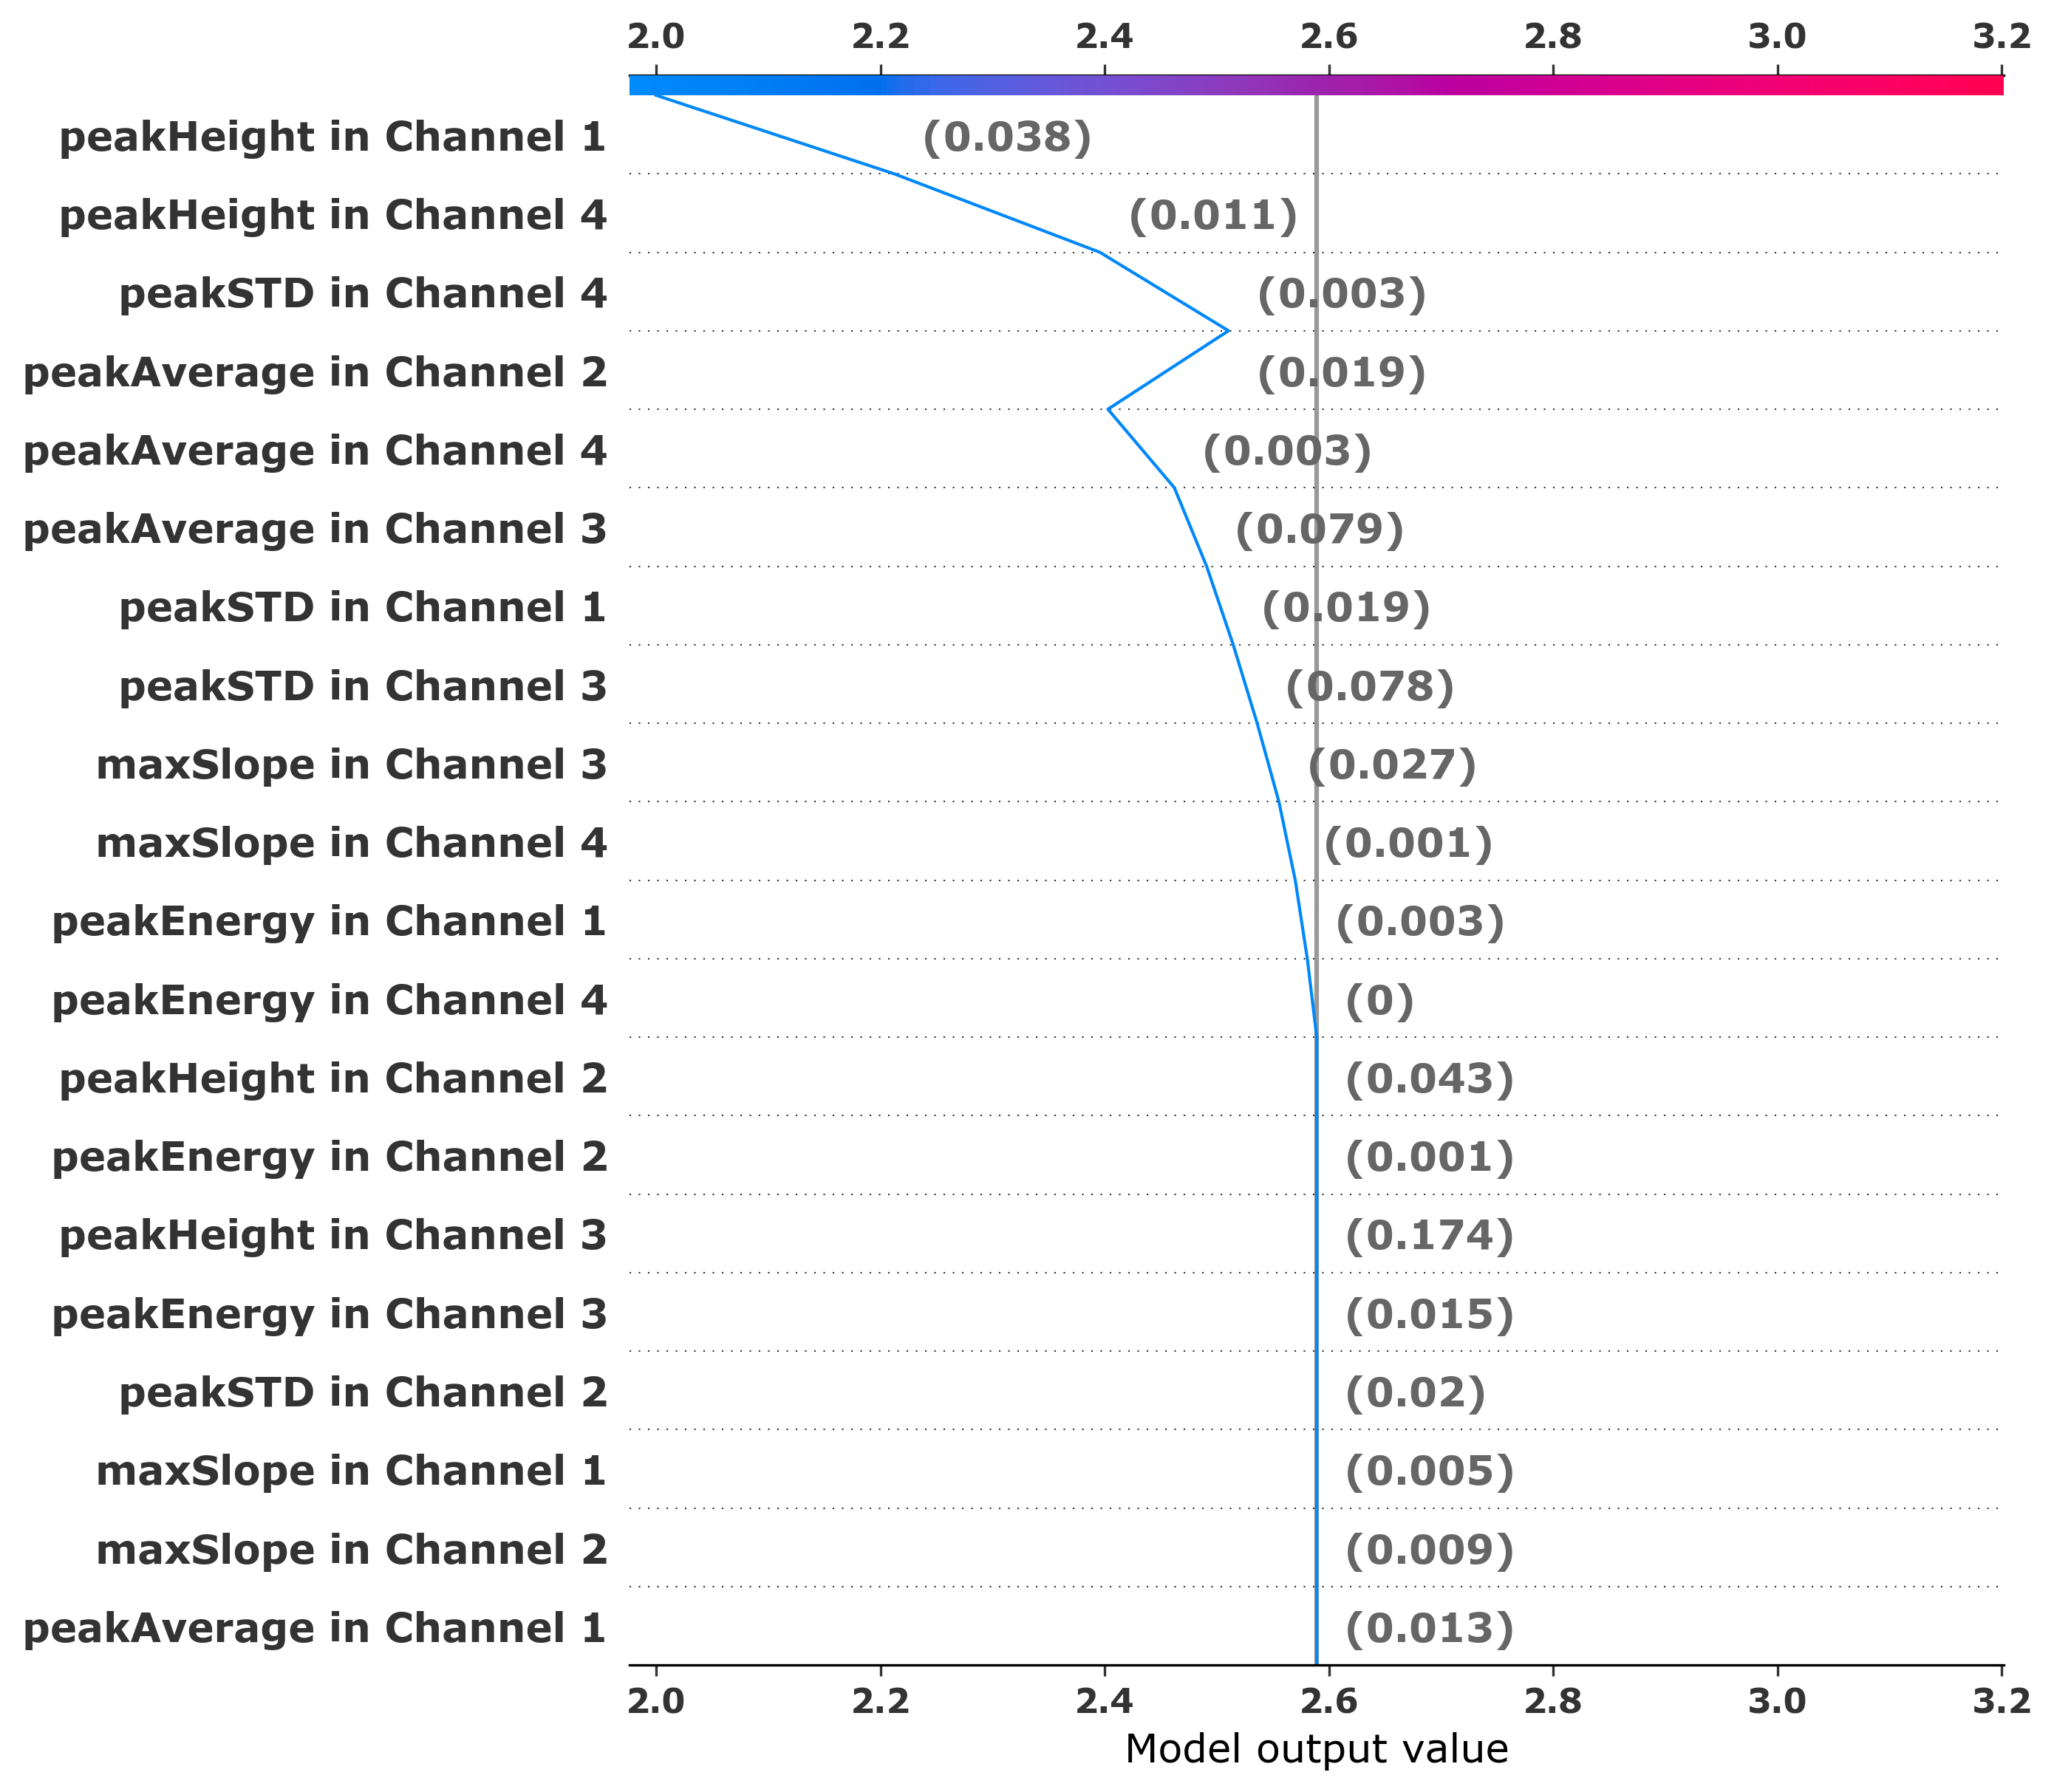 2.0 2.2 2.4 2.6 2.8 3.0 3.2
peakHeight in Channel 1 (0.038)
peakHeight in Channel 4 (0.011)
peakSTD in Channel 4 (0.003)
peakAverage in Channel 2 (0.019)
peakAverage in Channel 4 (0.003)
peakAverage in Channel 3 (0.079)
peakSTD in Channel 1 (0.019)
peakSTD in Channel 3 (0.078)
maxSlope in Channel 3 (0.027)
maxSlope in Channel 4 (0.001)
peakEnergy in Channel 1 (0.003)
peakEnergy in Channel 4 (0)
peakHeight in Channel 2 (0.043)
peakEnergy in Channel 2 (0.001)
peakHeight in Channel 3 (0.174)
peakEnergy in Channel 3 (0.015)
peakSTD in Channel 2 (0.02)
maxSlope in Channel 1 (0.005)
maxSlope in Channel 2 (0.009)
peakAverage in Channel 1 (0.013)
2.0 2.2 2.4 2.6 2.8 3.0 3.2
Model output value